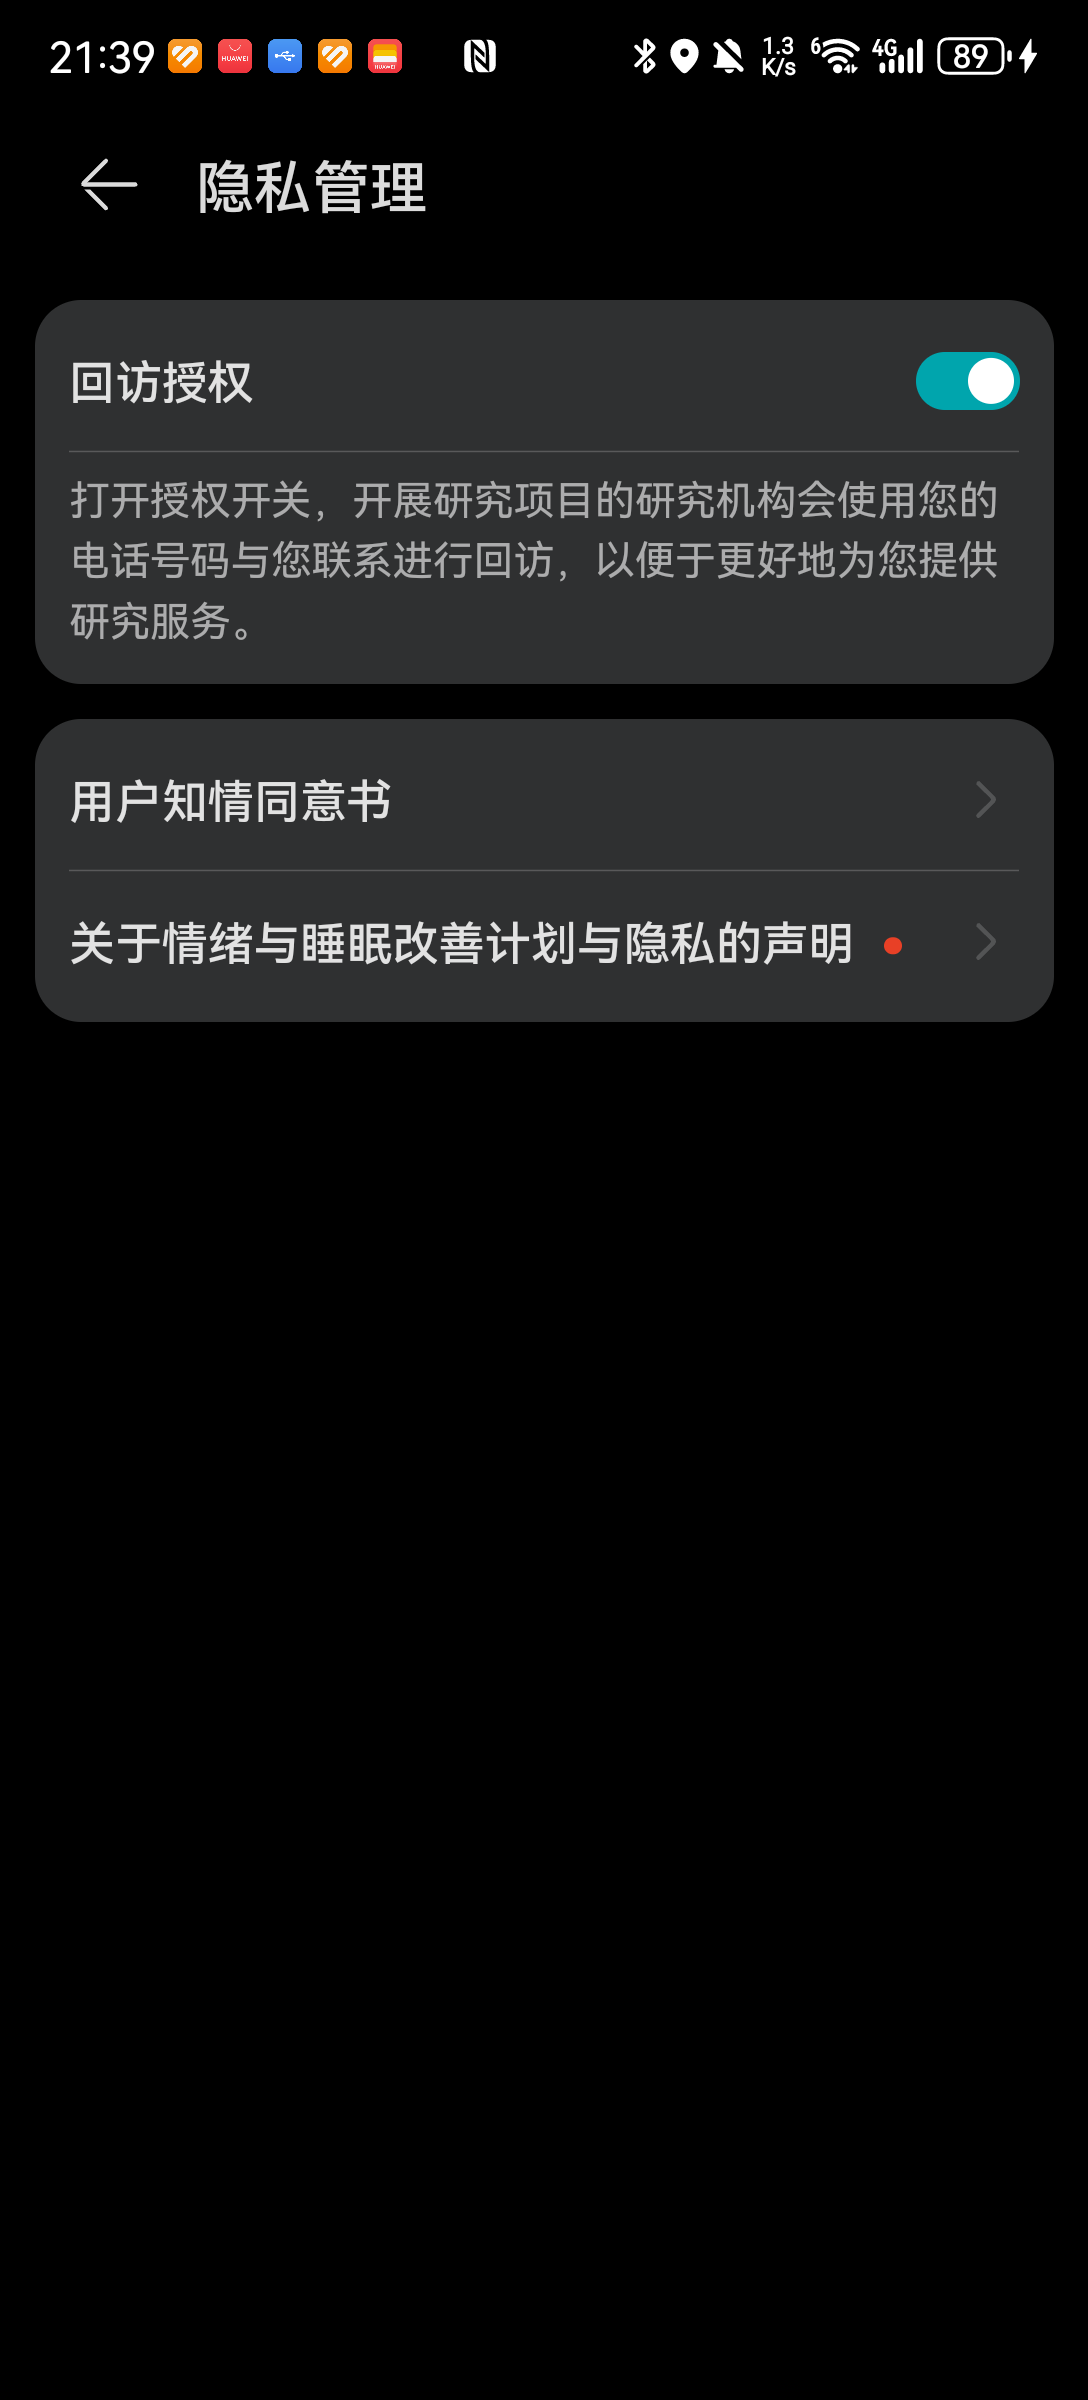 21:39
HUAWEI
HUAWEI
1.3
K/s
6
4G
89
隐私管理
回访授权
打开授权开关，开展研究项目的研究机构会使用您的
电话号码与您联系进行回访，以便于更好地为您提供
研究服务。
用户知情同意书
关于情绪与睡眠改善计划与隐私的声明